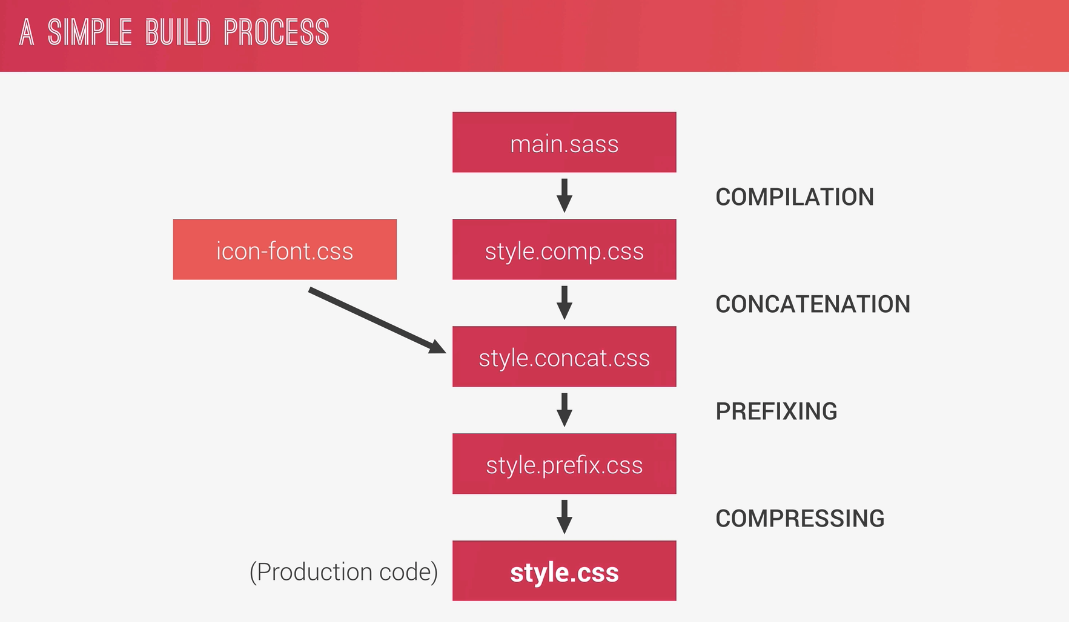 A SIMPLE BUILD PROCESS
main.sass
COMPILATION
icon-font.css
style.comp.css
CONCATENATION
style.concat.css
PREFIXING
style.prefix.css
COMPRESSING
(Production code)
style.css